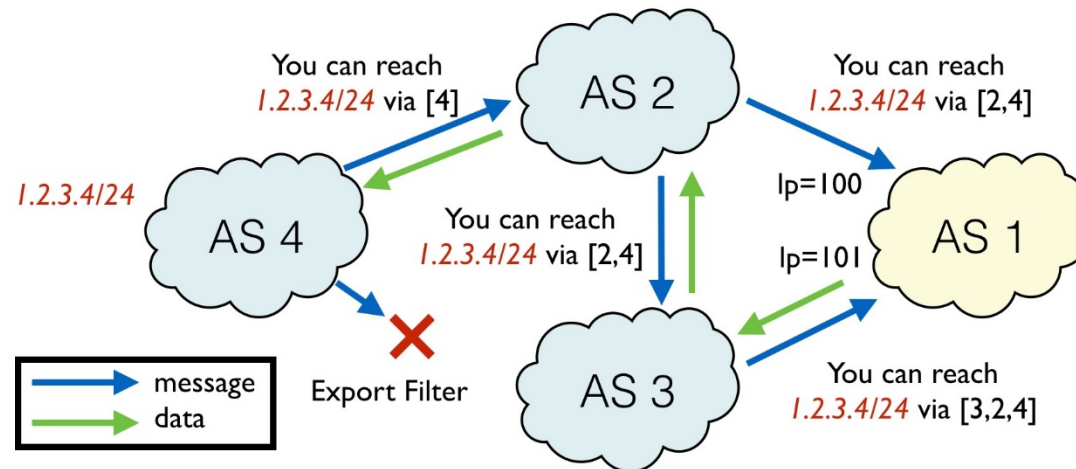 You can reach
1.2.3.4/24 via [4]
AS 2
You can reach
1.2.3.4/24 via [2,4]
1.2.3.4/24
AS 4
You can reach
1.2.3.4/24 via [2,4]
lp=100
lp=101
AS 1
Export Filter
AS 3
You can reach
1.2.3.4/24 via [3,2,4]
message
data